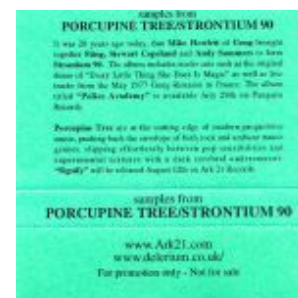 samples from
PORCUPINE TREE/STRONTIUM 90
It was 20 years ago today, that Mike Howlett of Gong brought
together Sting, Stewart Copeland and Andy Summers to form
Strontium 90. The album includes tracks such as the original
demo of "Every Little Thing She Does Is Magic" as well as live
tracks from the May 1977 Gong Reunion in France. The album
titled "Police Academy" is available July 29th on Pangaea
Records.
Porcupine Tree are at the cutting edge of modern progressive
music, pushing back the envelope of both rock and ambient trance
genres, slipping effortlessly between pop sensibilities and
experimental textures with a dark cerebral undercurrent.
"Signify" will be released August 12th on Ark 21 Records.
samples from
PORCUPINE TREE/STRONTIUM 90
www.Ark21.com
www.delerium.co.uk/
For promotion only - Not for sale